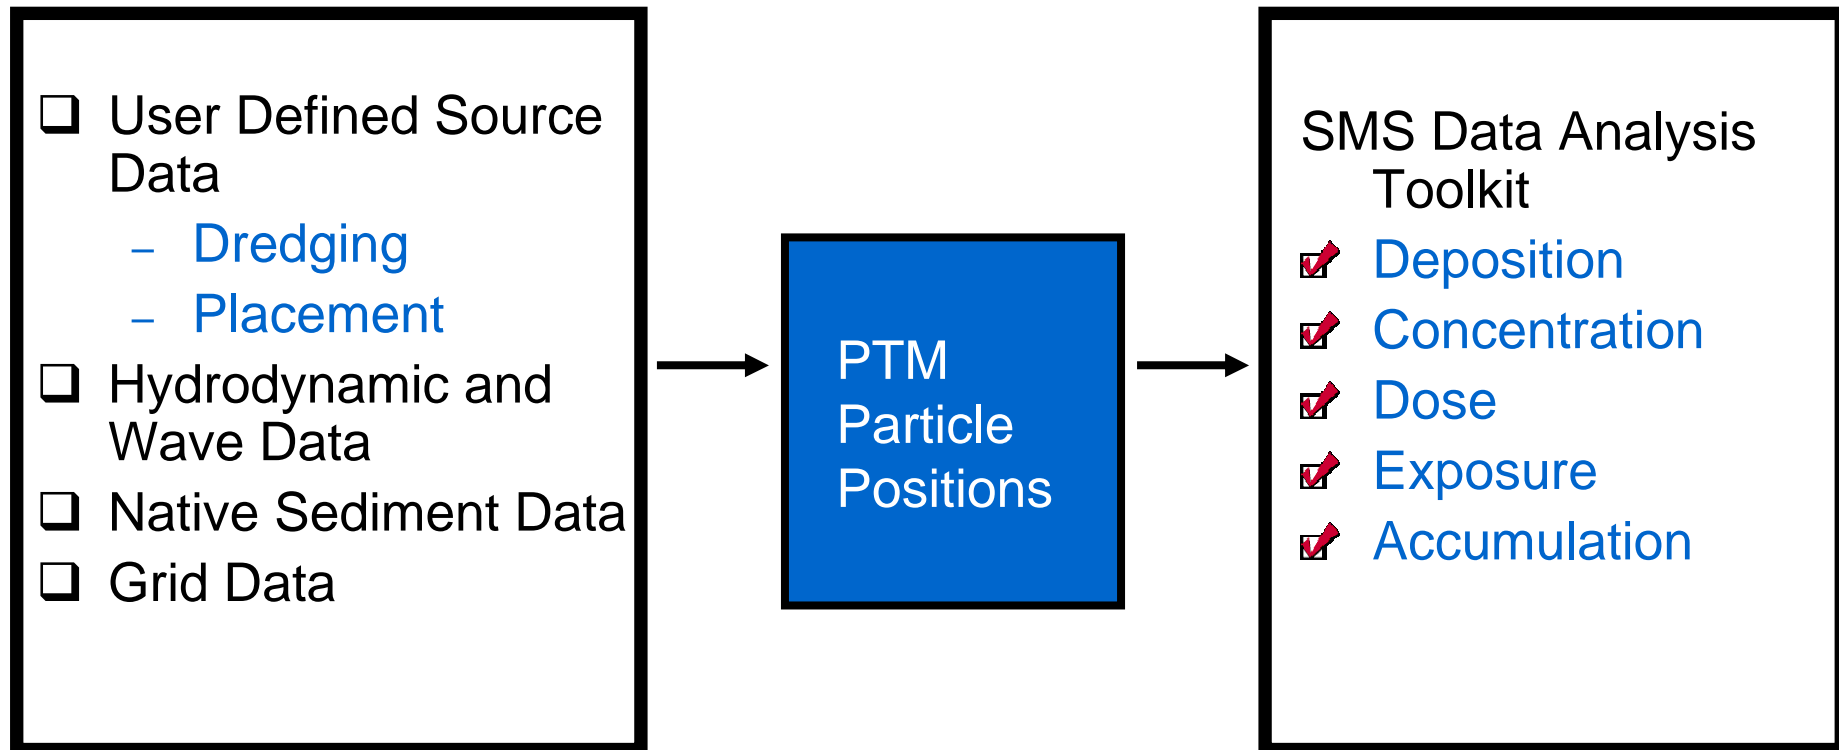 User Defined Source
Data
– Dredging
– Placement
Hydrodynamic and
Wave Data
Native Sediment Data
Grid Data
PTM
Particle
Positions
SMS Data Analysis
Toolkit
Deposition
Concentration
Dose
Exposure
Accumulation